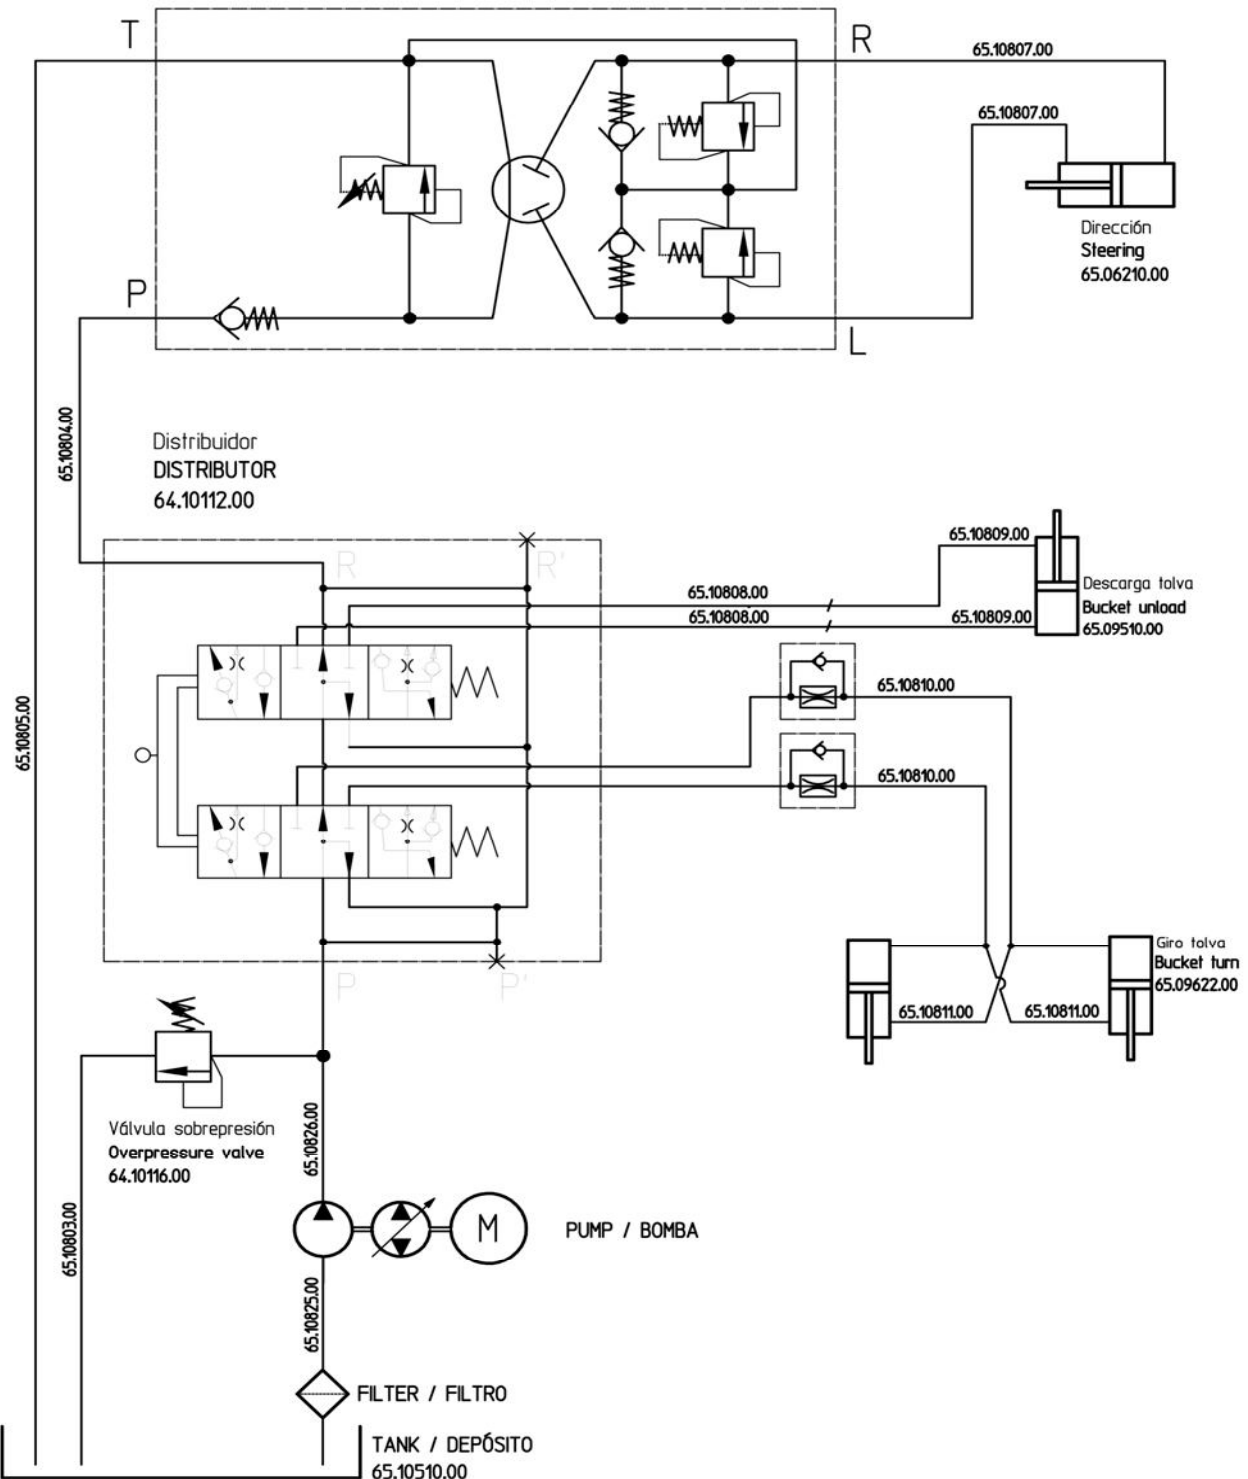 T
R
65.10807.00
65.10807.00
Dirección
Steering
65.06210.00
P
L
65.10804.00
Distribuidor
DISTRIBUTOR
64.10112.00
65.10809.00
R
R'
Descarga tolva
65.10808.00
Bucket unload
65.10808.00
65.10809.00
65.09510.00
65.10810.00
65.10805.00
65.10810.00
Giro tolva
Bucket turn
65.09622.00
P
P'
65.10811.00
65.10811.00
Válvula sobrepresión
Overpressure valve
64.10116.00
65.10826.00
65.10803.00
M
PUMP / BOMBA
65.10825.00
FILTER / FILTRO
TANK / DEPÓSITO
65.10510.00